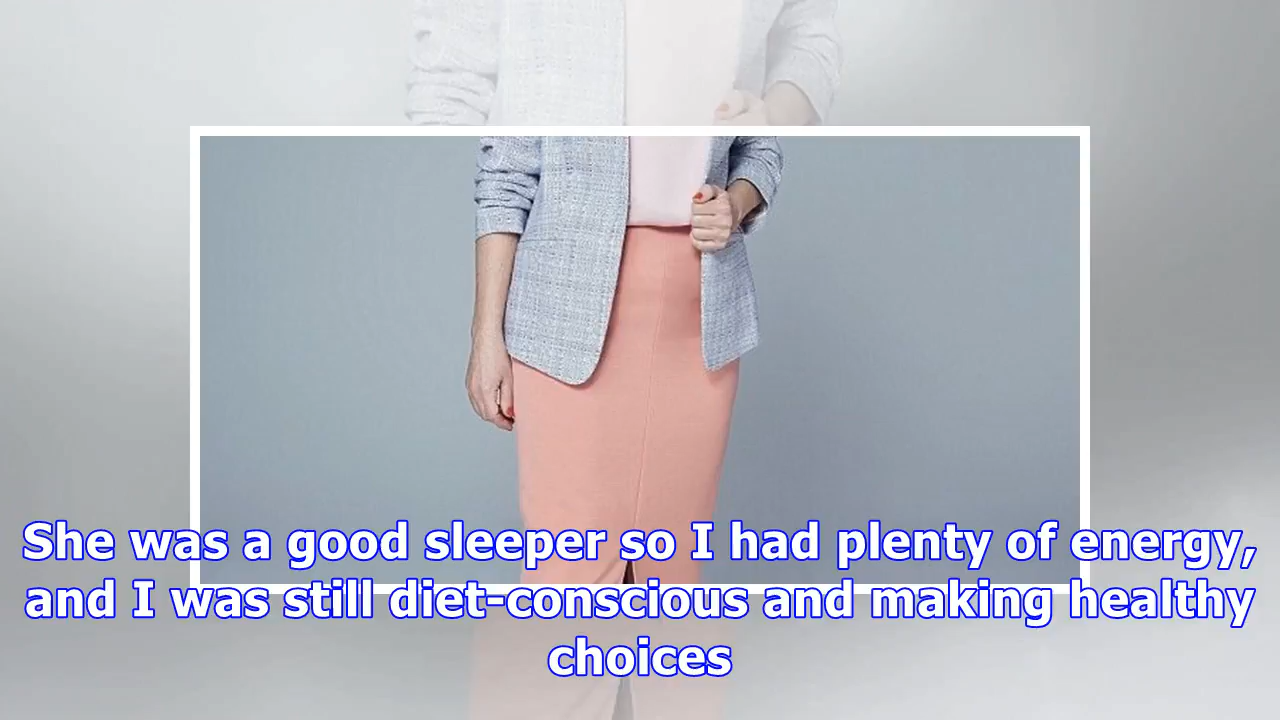 She was a good sleeper so I had plenty of energy,
and I was still diet-conscious and making healthy
choices